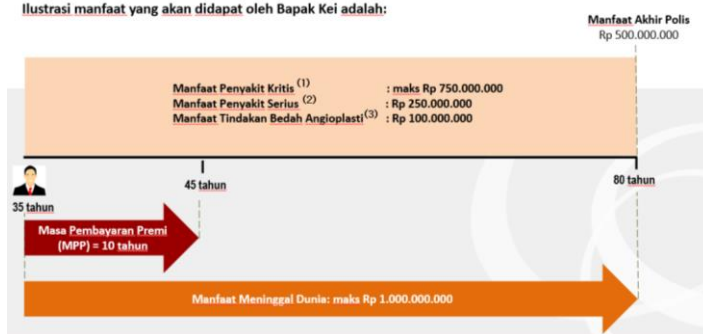 Ilustrasi manfaat yang akan didapat oleh Bapak Kei adalah:
Manfaat Akhir Polis
Rp 500.000.000
Manfaat Penyakit Kritis (1) : maks Rp 750.000.000
Manfaat Penyakit Serius (2) : Rp 250.000.000
Manfaat Tindakan Bedah Angioplasti(3) : Rp 100.000.000
35 tahun
45 tahun
80 tahun
Masa Pembayaran Premi
(MPP) = 10 tahun
Manfaat Meninggal Dunia: maks Rp 1.000.000.000